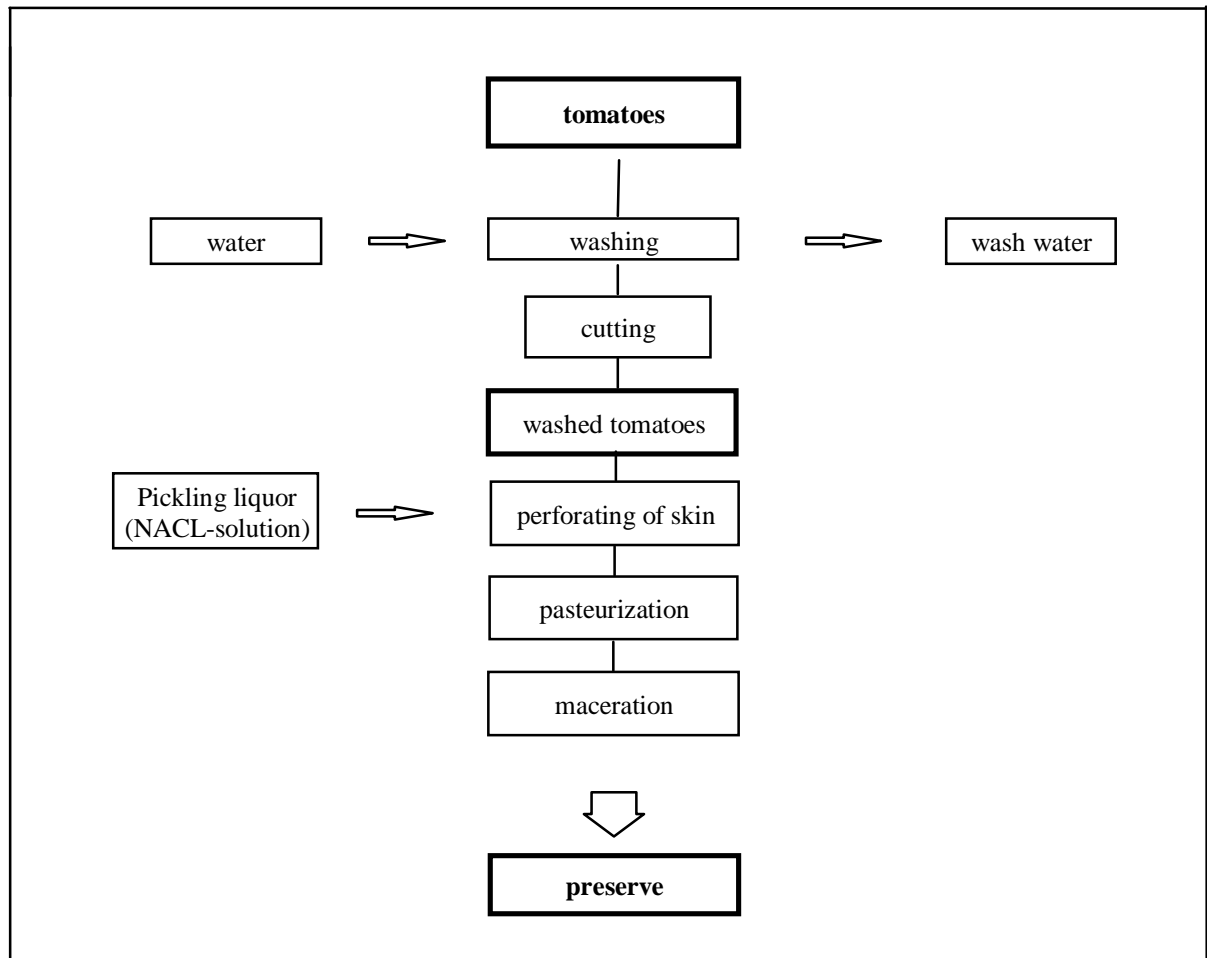 tomatoes
water
washing
wash water
cutting
washed tomatoes
Pickling liquor
(NACL-solution)
perforating of skin
pasteurization
maceration
preserve